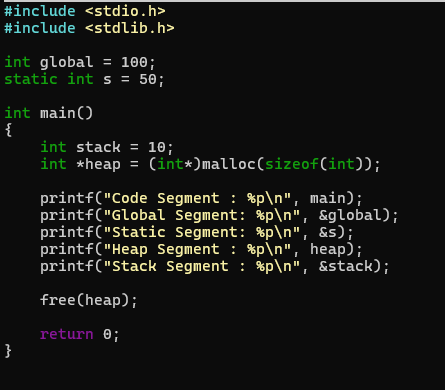 #include <stdio.h>
#include <stdlib.h>

int global = 100;
static int s = 50;

int main()
{
    int stack = 10;
    int *heap = (int*)malloc(sizeof(int));

    printf("Code Segment : %p\n", main);
    printf("Global Segment: %p\n", &global);
    printf("Static Segment: %p\n", &s);
    printf("Heap Segment : %p\n", heap);
    printf("Stack Segment : %p\n", &stack);

    free(heap);

    return 0;
}